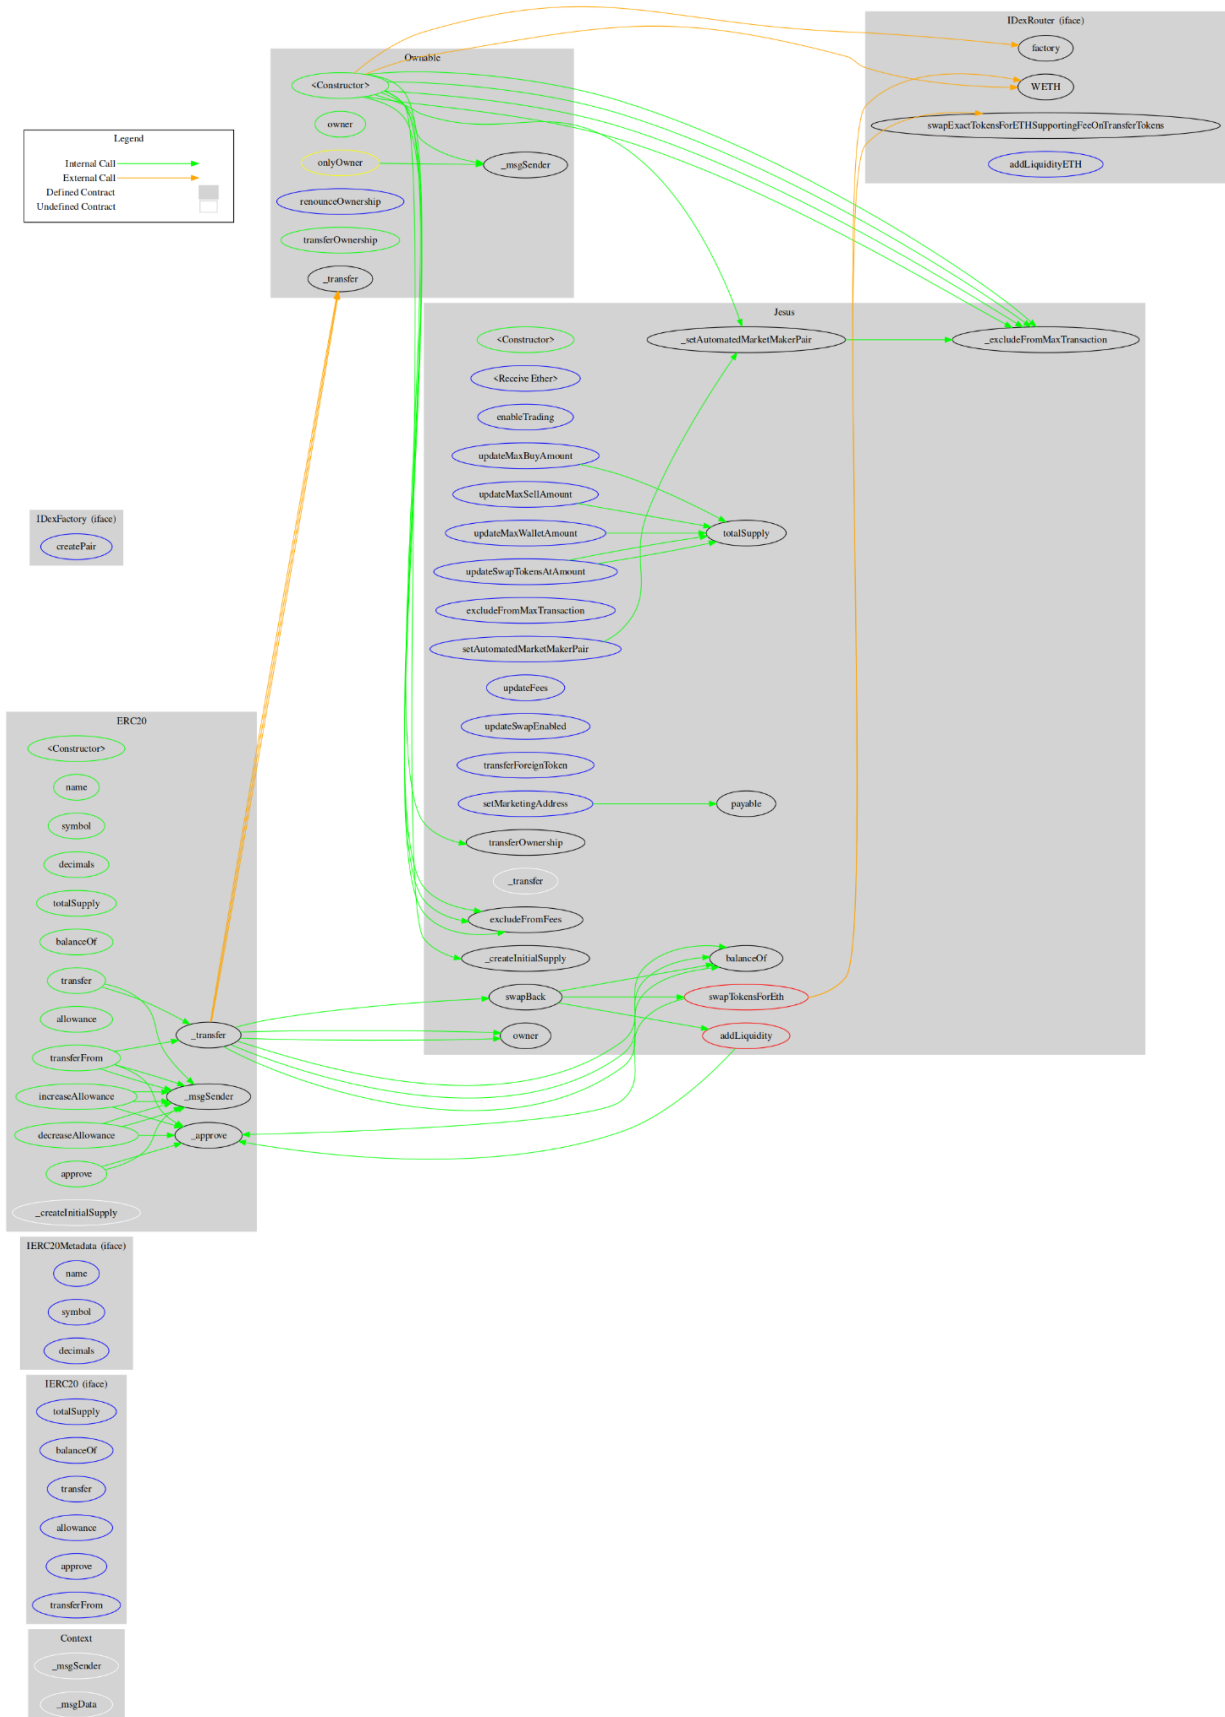 IDexRouter (iface)
factory
WETH
swapExactTokensForETHSupportingFeeOnTransferTokens
addLiquidityETH
Ownable
<Constructor>
owner
onlyOwner
_msgSender
renounceOwnership
transferOwnership
_transfer
Legend
Internal Call
External Call
Defined Contract
Undefined Contract
Jesus
<Constructor>
_setAutomatedMarketMakerPair
_excludeFromMaxTransaction
<Receive Ether>
enableTrading
updateMaxBuyAmount
updateMaxSellAmount
updateMaxWalletAmount
totalSupply
updateSwapTokensAtAmount
excludeFromMaxTransaction
setAutomatedMarketMakerPair
updateFees
updateSwapEnabled
transferForeignToken
setMarketingAddress
payable
transferOwnership
_transfer
excludeFromFees
_createInitialSupply
balanceOf
swapBack
swapTokensForEth
owner
addLiquidity
IDexFactory (iface)
createPair
ERC20
<Constructor>
name
symbol
decimals
totalSupply
balanceOf
transfer
allowance
_transfer
transferFrom
increaseAllowance
_msgSender
decreaseAllowance
_approve
approve
_createInitialSupply
IERC20Metadata (iface)
name
symbol
decimals
IERC20 (iface)
totalSupply
balanceOf
transfer
allowance
approve
transferFrom
Context
_msgSender
_msgData